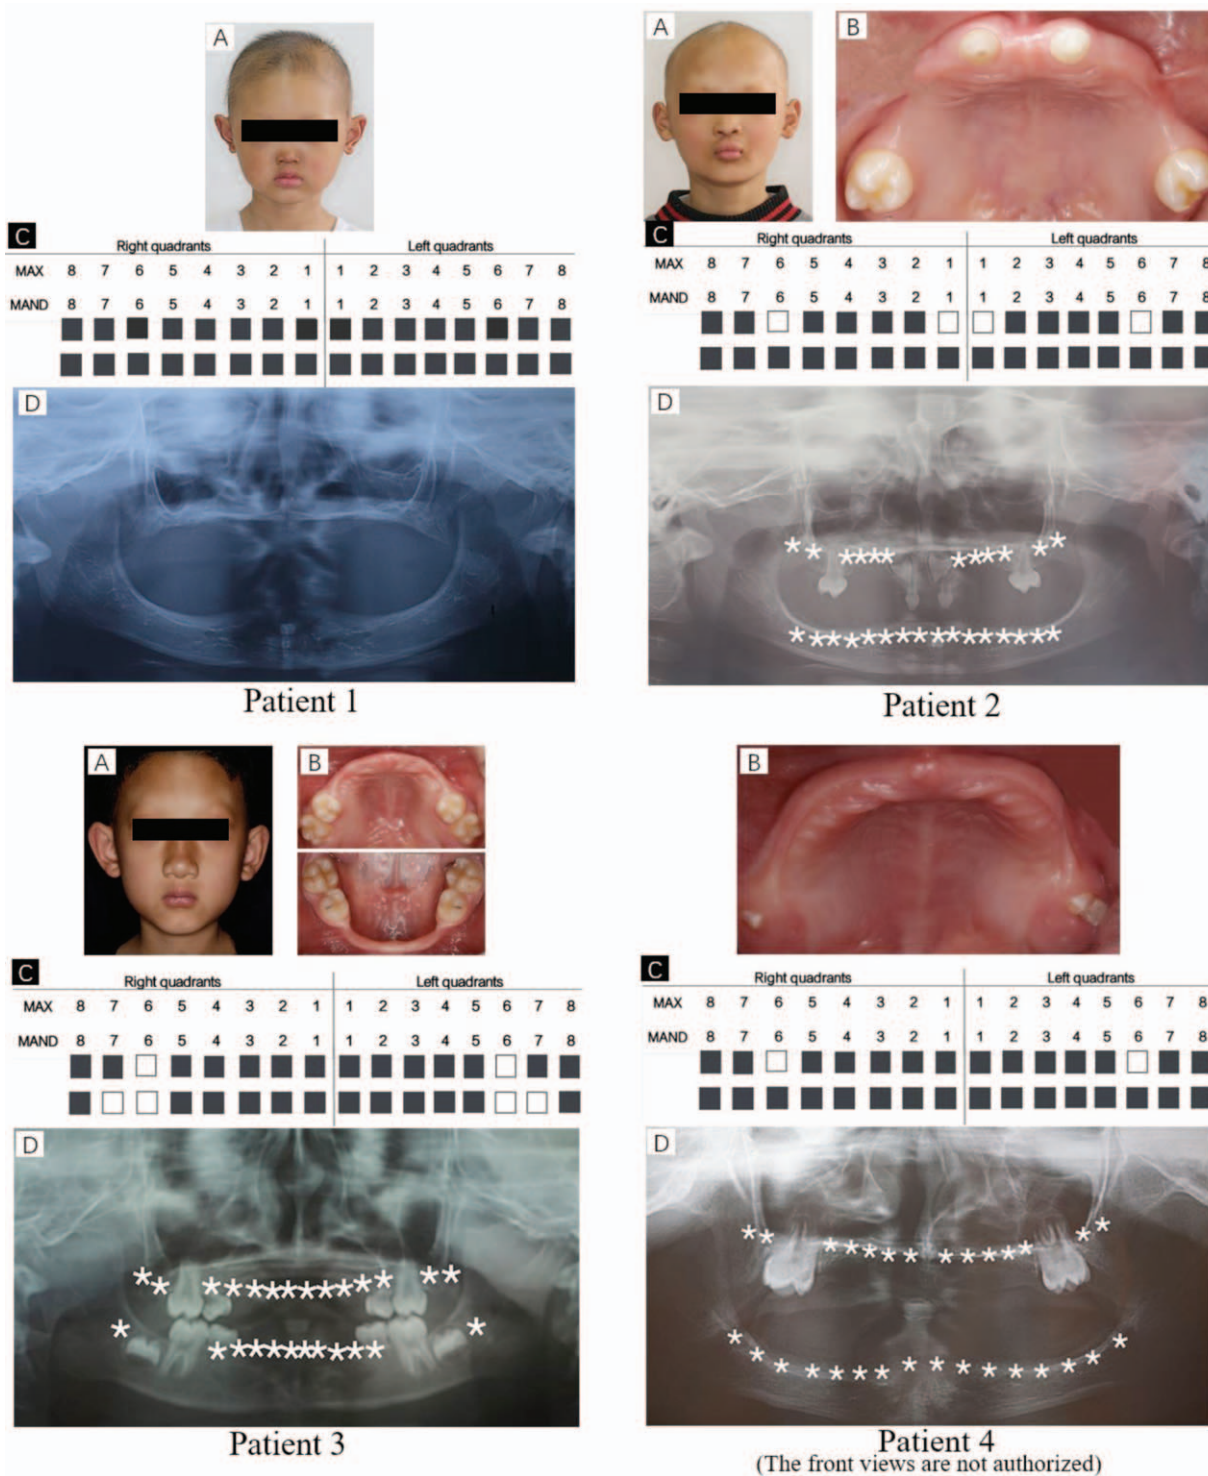 A
C
Right quadrants Left quadrants
MAX 8 7 6 5 4 3 2 1 1 2 3 4 5 6 7 8
MAND 8 7 6 5 4 3 2 1 1 2 3 4 5 6 7 8
D
Patient 1
A B
C
Right quadrants Left quadrants
MAX 8 7 6 5 4 3 2 1 1 2 3 4 5 6 7 8
MAND 8 7 6 5 4 3 2 1 1 2 3 4 5 6 7 8
D
Patient 2
A B
C
Right quadrants Left quadrants
MAX 8 7 6 5 4 3 2 1 1 2 3 4 5 6 7 8
MAND 8 7 6 5 4 3 2 1 1 2 3 4 5 6 7 8
D
Patient 3
B
C
Right quadrants Left quadrants
MAX 8 7 6 5 4 3 2 1 1 2 3 4 5 6 7 8
MAND 8 7 6 5 4 3 2 1 1 2 3 4 5 6 7 8
D
Patient 4
(The front views are not authorized)